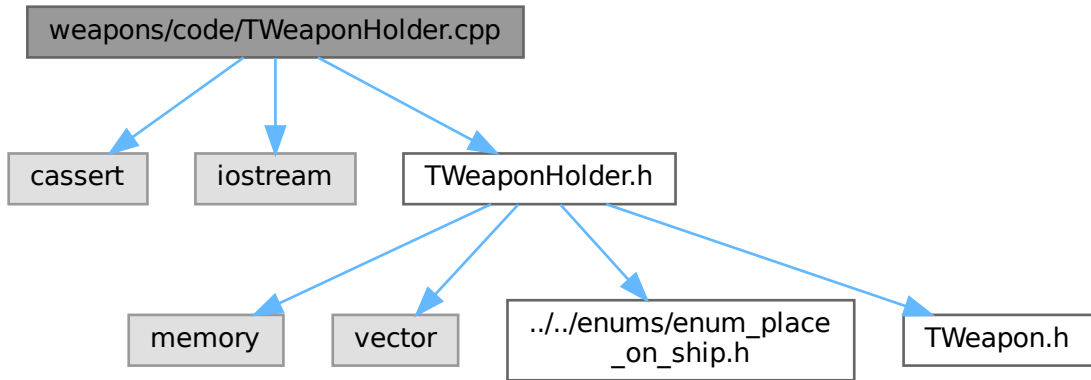 weapons/code/TWeaponHolder.cpp
cassert
iostream
TWeaponHolder.h
memory
vector
../../enums/enum_place
_on_ship.h
TWeapon.h